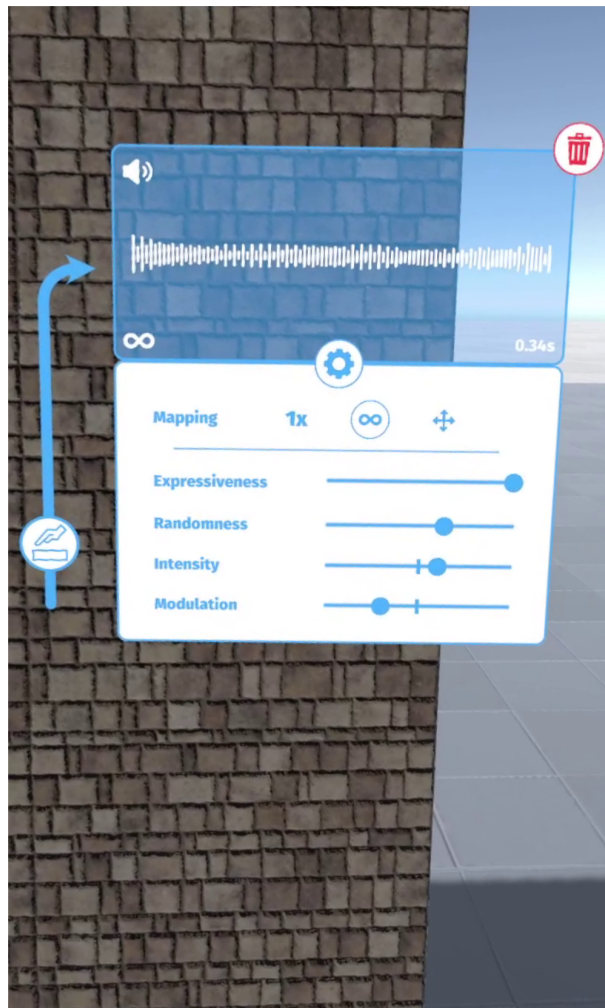 0.34s
Mapping 1x
Expressiveness
Randomness
Intensity
Modulation